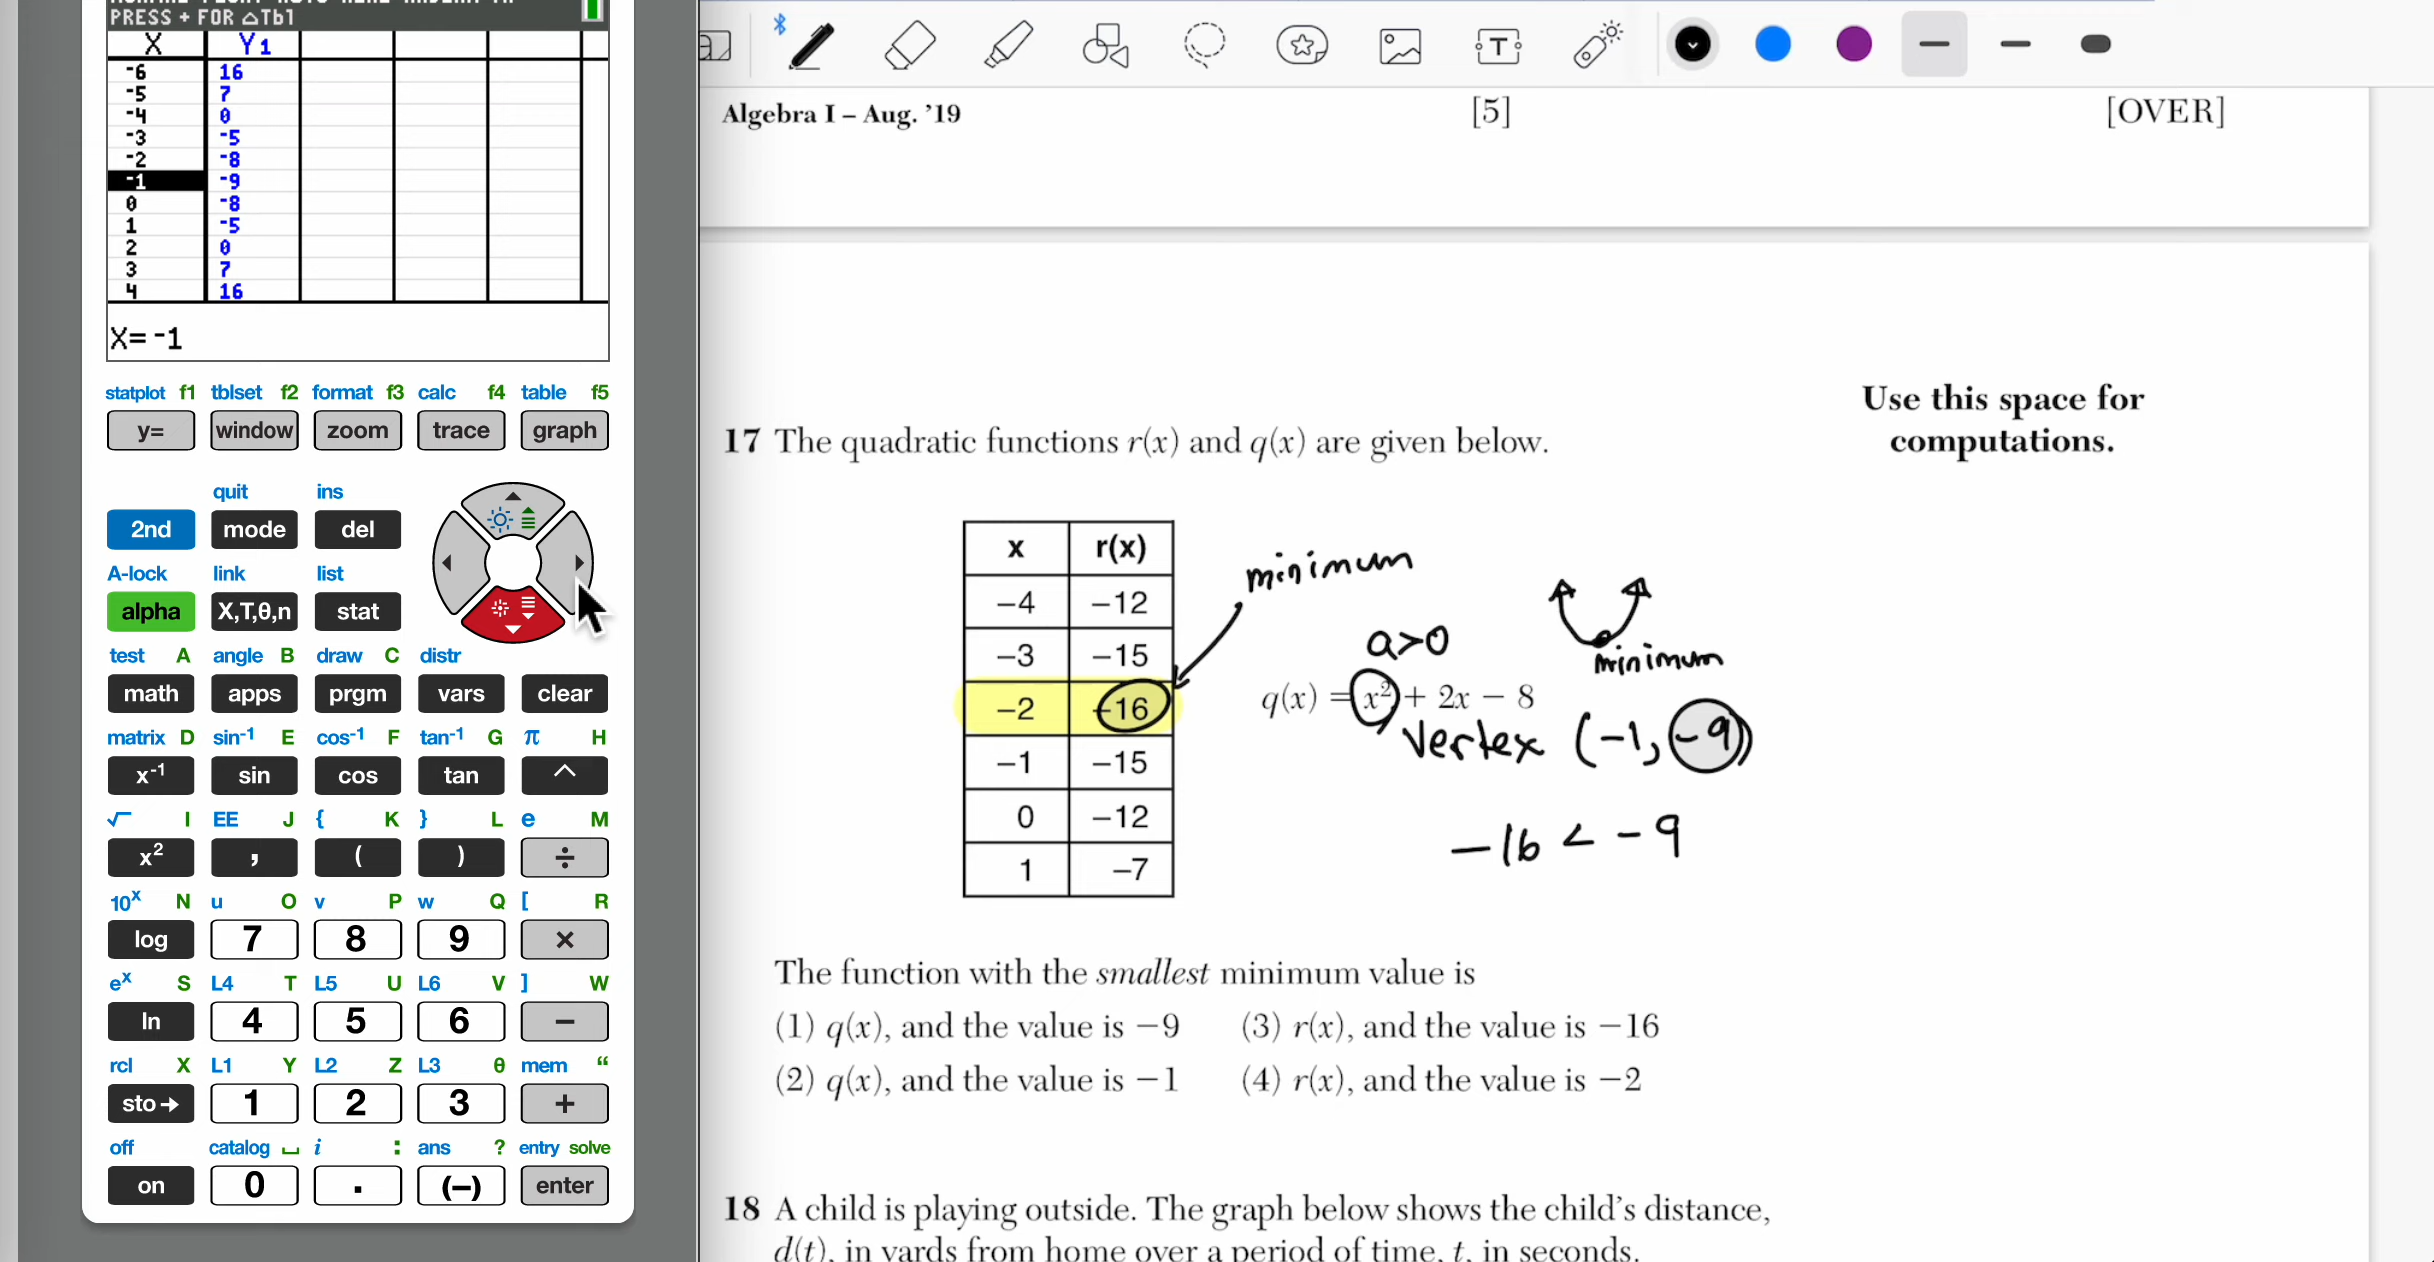 PRESS + FOR △Tbl
X Y1
-6 16
-5 7
-4 0
-3 -5
-2 -8
-1 -9
0 -8
1 -5
2 0
3 7
4 16
X= -1
statplot f1 tblset f2 format f3 calc f4 table f5
y= window zoom trace graph
quit ins
2nd mode del
A-lock link list
alpha X,T,θ,n stat
test A angle B draw C distr
math apps prgm vars clear
matrix D sin-1 E cos-1 F tan-1 G π H
x-1 sin cos tan ^
√ I EE J { K } L e M
x2 , ( ) ÷
10x N u O v P w Q [ R
log 7 8 9 ×
ex S L4 T L5 U L6 V ] W
ln 4 5 6 −
rcl X L1 Y L2 Z L3 θ mem “
sto→ 1 2 3 +
off catalog ⎵ i : ans ? entry solve
on 0 . (−) enter
T
Algebra I – Aug. ’19 [5] [OVER]
Use this space for
computations.
17 The quadratic functions r(x) and q(x) are given below.
x r(x)
−4 −12
−3 −15
−2 −16
−1 −15
0 −12
1 −7
minimum
a>0
minimum
q(x) = x² + 2x − 8
Vertex (−1, −9)
−16 < −9
The function with the smallest minimum value is
(1) q(x), and the value is −9 (3) r(x), and the value is −16
(2) q(x), and the value is −1 (4) r(x), and the value is −2
18 A child is playing outside. The graph below shows the child’s distance,
d(t), in yards from home over a period of time, t, in seconds.